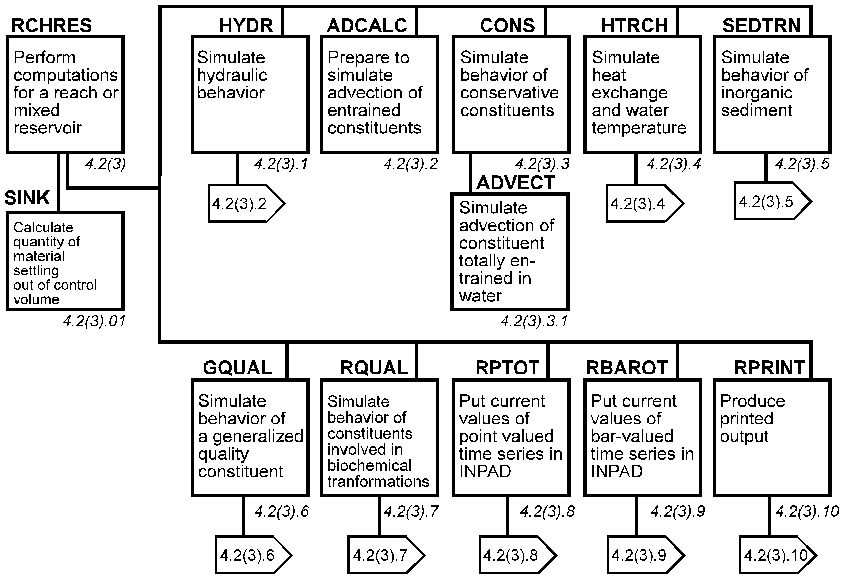 RCHRES
Perform
computations
for a reach or
mixed
reservoir
4.2(3)
SINK
Calculate
quantity of
material
settling
out of control
volume
4.2(3).01
HYDR
Simulate
hydraulic
behavior
4.2(3).1
4.2(3).2
ADCALC
Prepare to
simulate
advection of
entrained
constituents
4.2(3).2
CONS
Simulate
behavior of
conservative
constituents
4.2(3).3
ADVECT
Simulate
advection of
constituent
totally en-
trained in
water
4.2(3).3.1
HTRCH
Simulate
heat
exchange
and water
temperature
4.2(3).4
4.2(3).4
SEDTRN
Simulate
behavior of
inorganic
sediment
4.2(3).5
4.2(3).5
GQUAL
Simulate
behavior of
a generalized
quality
constituent
4.2(3).6
4.2(3).6
RQUAL
Simulate
behavior of
constituents
involved in
biochemical
tranformations
4.2(3).7
4.2(3).7
RPTOT
Put current
values of
point valued
time series in
INPAD
4.2(3).8
4.2(3).8
RBAROT
Put current
values of
bar-valued
time series in
INPAD
4.2(3).9
4.2(3).9
RPRINT
Produce
printed
output
4.2(3).10
4.2(3).10